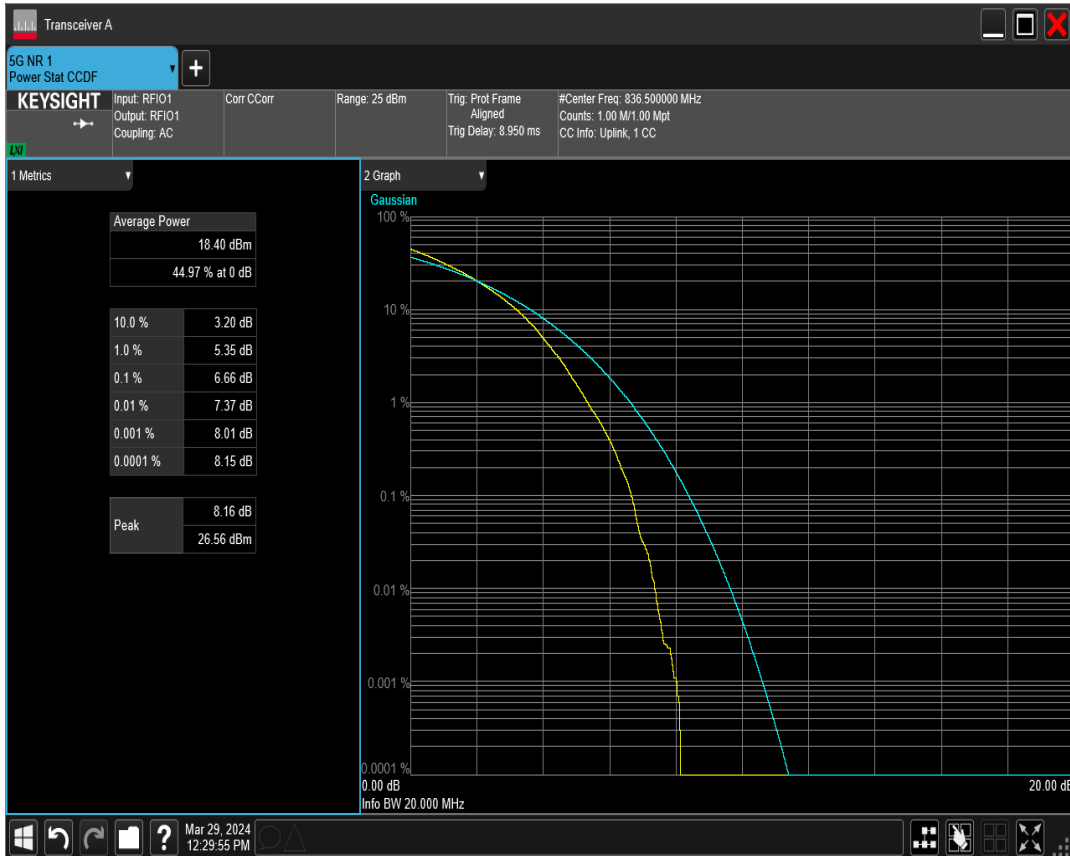 Transceiver A
5G NR 1
Power Stat CCDF
KEYSIGHT
LXI
Input: RFIO1
Output: RFIO1
Coupling: AC
Corr CCorr
Range: 25 dBm
Trig: Prot Frame
Aligned
Trig Delay: 8.950 ms
#Center Freq: 836.500000 MHz
Counts: 1.00 M/1.00 Mpt
CC Info: Uplink, 1 CC
1 Metrics
Average Power
18.40 dBm
44.97 % at 0 dB
10.0 % 3.20 dB
1.0 % 5.35 dB
0.1 % 6.66 dB
0.01 % 7.37 dB
0.001 % 8.01 dB
0.0001 % 8.15 dB
Peak
8.16 dB
26.56 dBm
2 Graph
Gaussian
100 %
10 %
1 %
0.1 %
0.01 %
0.001 %
0.0001 %
0.00 dB 20.00 dB
Info BW 20.000 MHz
?
Mar 29, 2024
12:29:55 PM